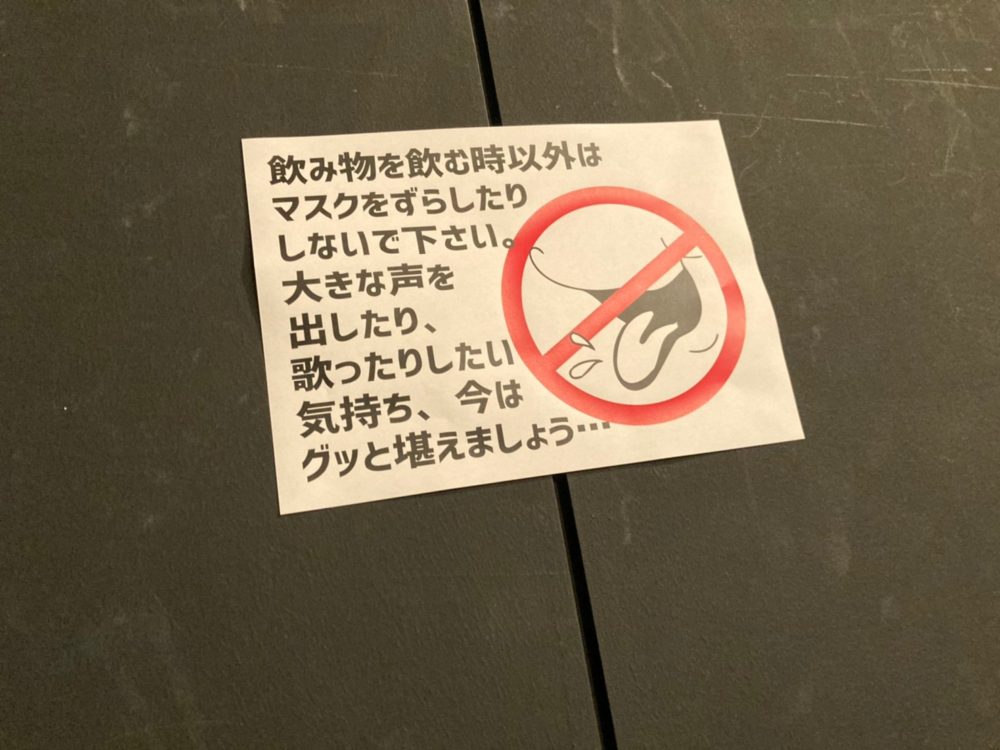 飲み物を飲む時以外は
マスクをずらしたり
しないで下さい。
大きな声を
出したり、
歌ったりしたい
気持ち、今は
グッと堪えましょう…